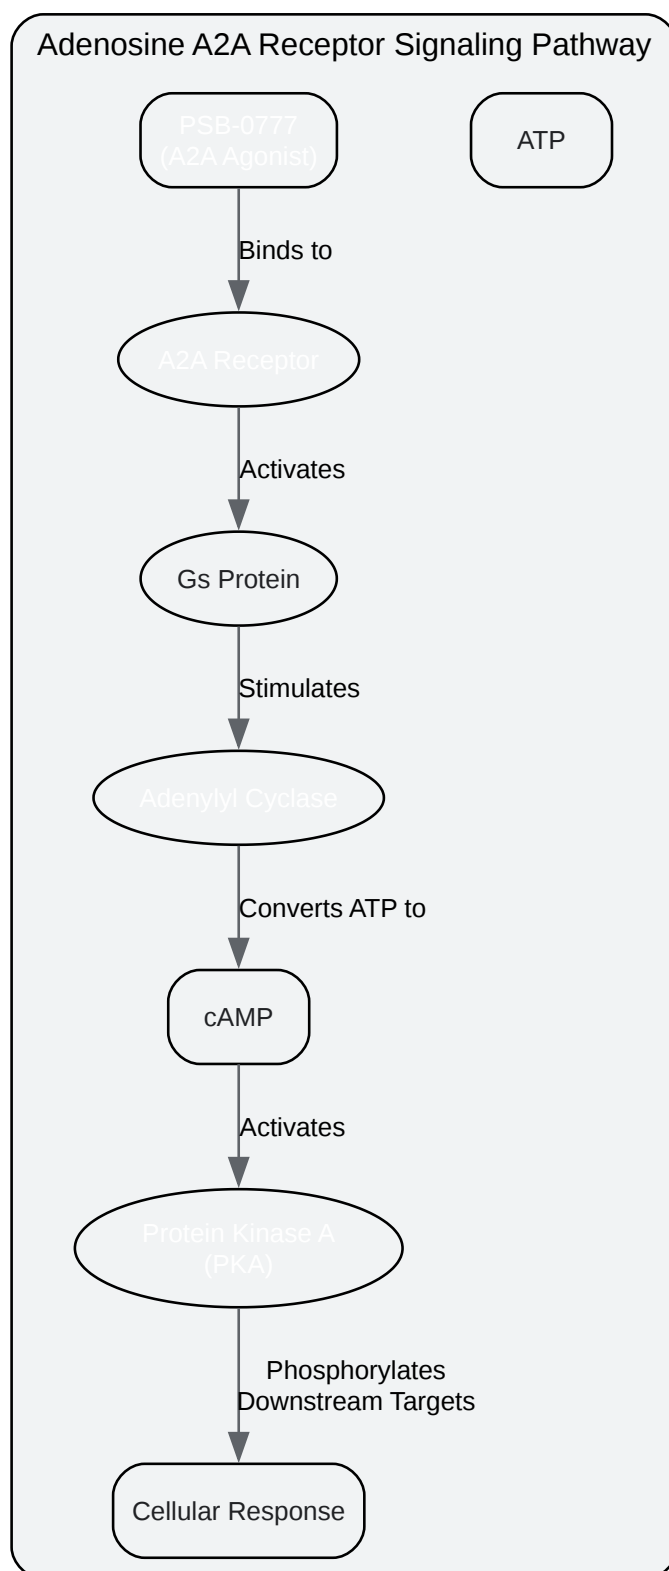 Adenosine A2A Receptor Signaling Pathway
PSB-0777
(A2A Agonist)
ATP
Binds to
A2A Receptor
Activates
Gs Protein
Stimulates
Adenylyl Cyclase
Converts ATP to
cAMP
Activates
Protein Kinase A
(PKA)
Phosphorylates
Downstream Targets
Cellular Response